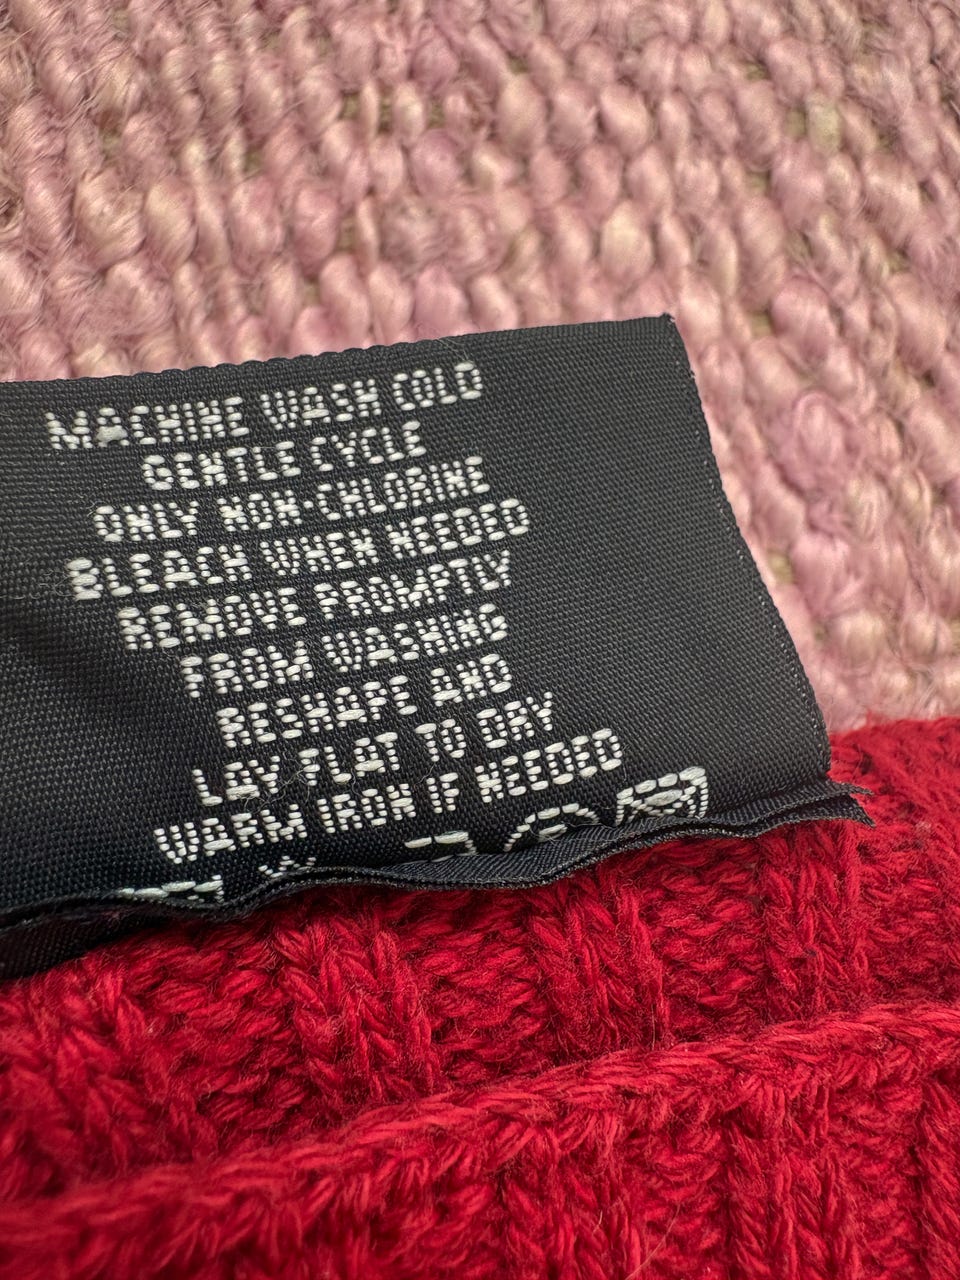 MACHINE WASH COLD
GENTLE CYCLE
ONLY NON-CHLORINE
BLEACH WHEN NEEDED
REMOVE PROMPTLY
FROM WASHING
RESHAPE AND
LAY FLAT TO DRY
WARM IRON IF NEEDED